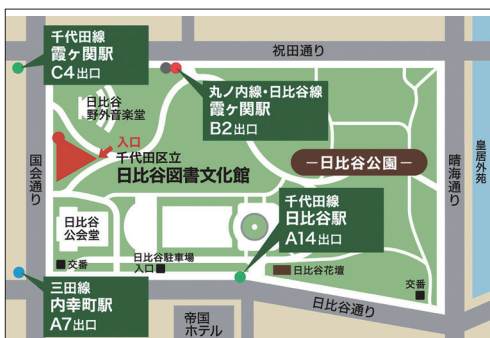 千代田線
霞ヶ関駅
C4出口
祝田通り
丸ノ内線・日比谷線
霞ヶ関駅
B2出口
日比谷
野外音楽堂
入口
千代田区立
日比谷図書文化館
ー日比谷公園ー
国会通り
晴海通り
皇居外苑
千代田線
日比谷駅
A14出口
日比谷
公会堂
交番
日比谷駐車場
入口
日比谷花壇
交番
三田線
内幸町駅
A7出口
日比谷通り
帝国
ホテル